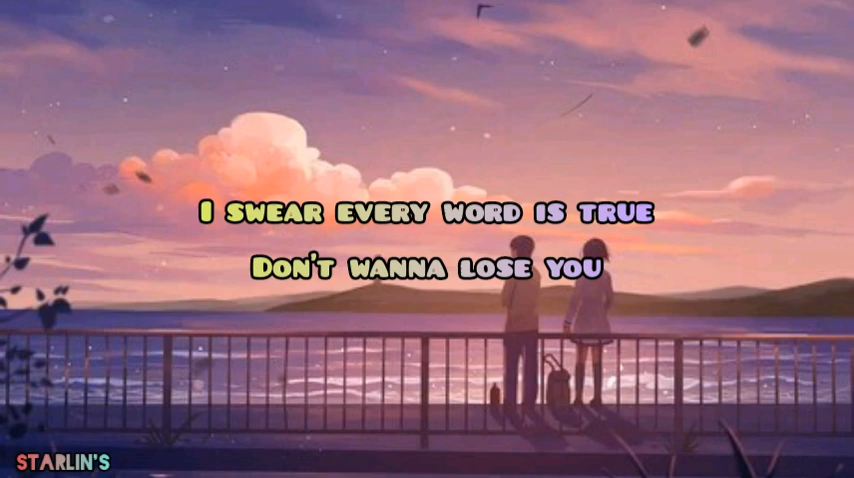 I SWEAR EVERY WORD IS TRUE
DON'T WANNA LOSE YOU
STARLIN'S